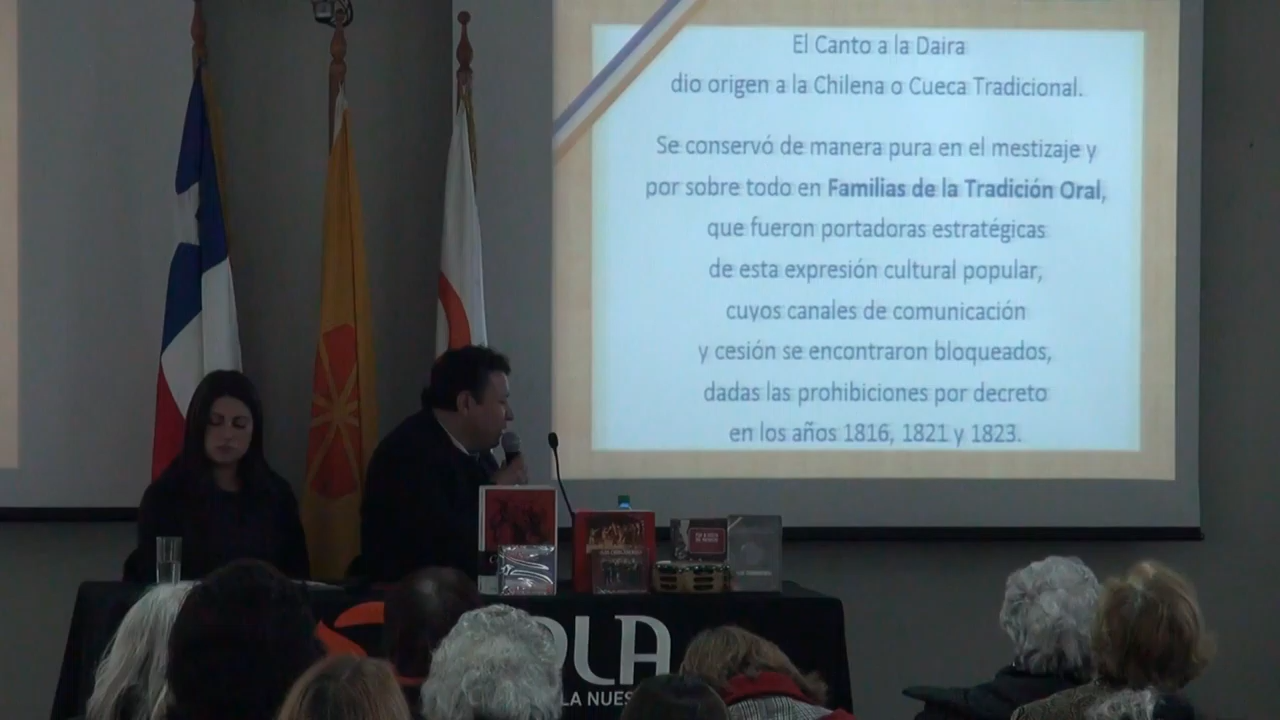 El Canto a la Daira
dio origen a la Chilena o Cueca Tradicional.
Se conservó de manera pura en el mestizaje y
por sobre todo en Familias de la Tradición Oral,
que fueron portadoras estratégicas
de esta expresión cultural popular,
cuyos canales de comunicación
y cesión se encontraron bloqueados,
dadas las prohibiciones por decreto
en los años 1816, 1821 y 1823.
LA
LA NUES